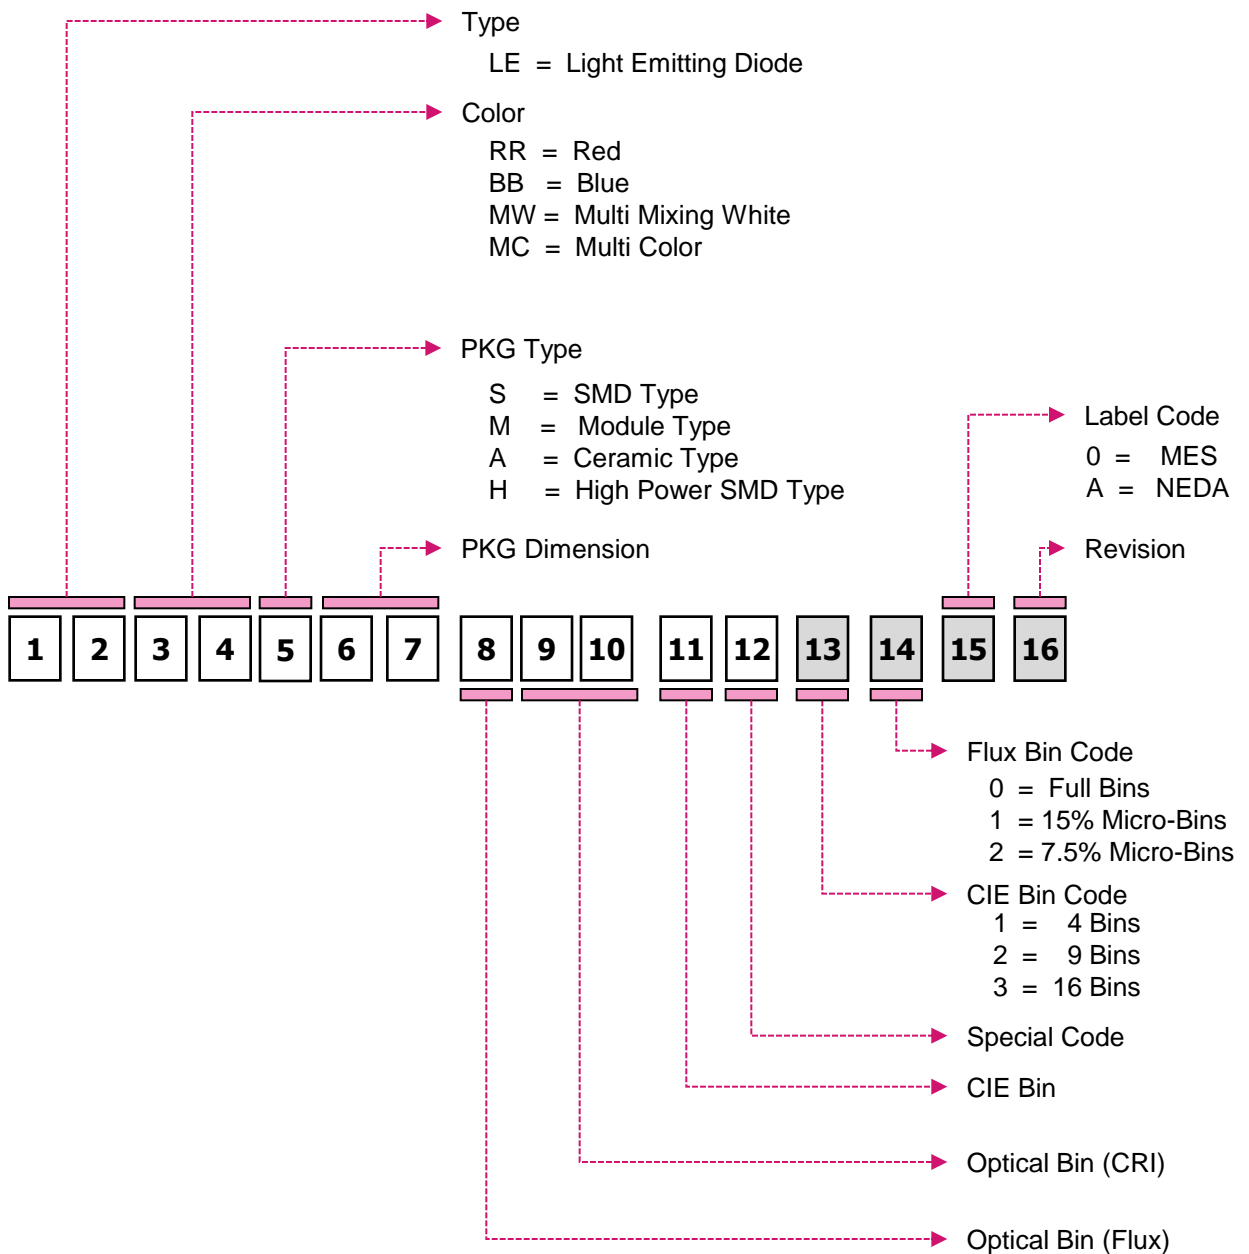 Type
LE = Light Emitting Diode
Color
RR = Red
BB = Blue
MW = Multi Mixing White
MC = Multi Color
PKG Type
S = SMD Type
M = Module Type
A = Ceramic Type
H = High Power SMD Type
PKG Dimension
Label Code
0 = MES
A = NEDA
Revision
1 2 3 4 5 6 7 8 9 10 11 12 13 14 15 16
Flux Bin Code
0 = Full Bins
1 = 15% Micro-Bins
2 = 7.5% Micro-Bins
CIE Bin Code
1 = 4 Bins
2 = 9 Bins
3 = 16 Bins
Special Code
CIE Bin
Optical Bin (CRI)
Optical Bin (Flux)